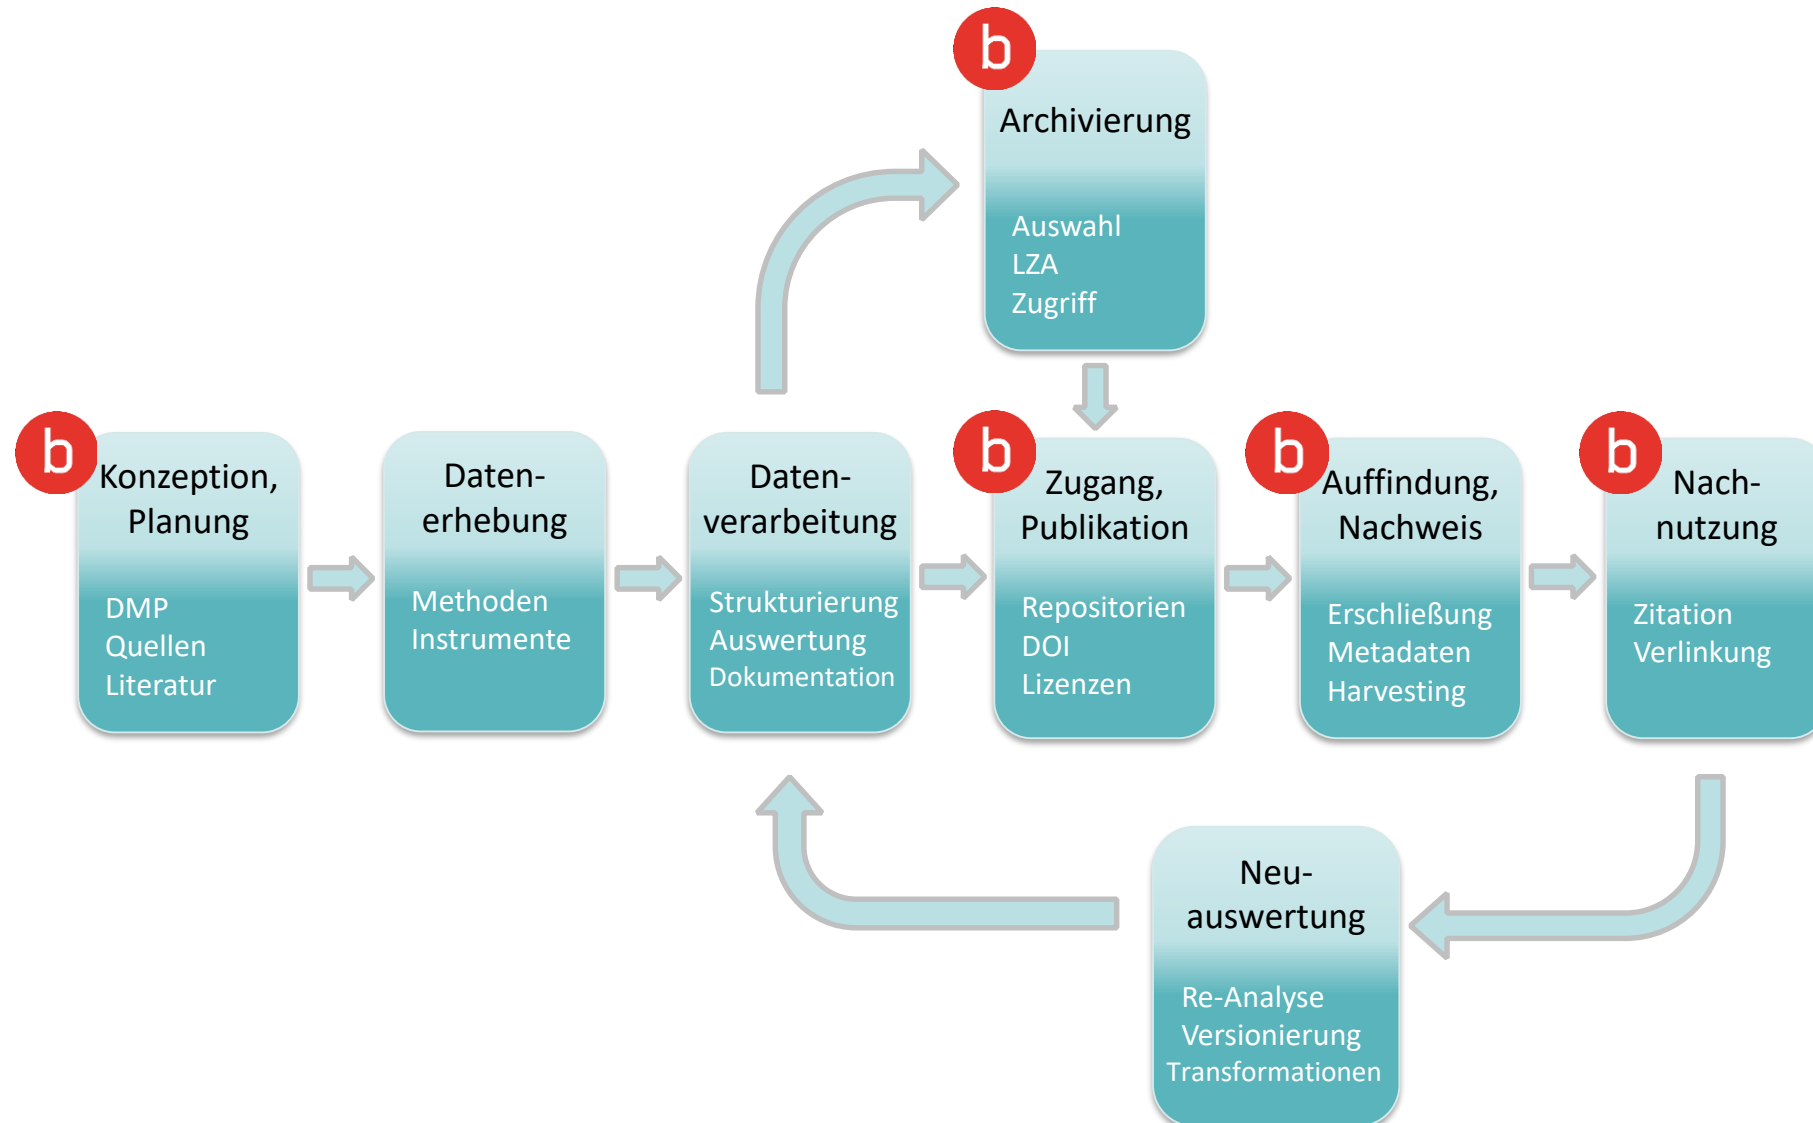 b
Archivierung
Auswahl
LZA
Zugriff
b
Konzeption,
Planung
DMP
Quellen
Literatur
Daten-
erhebung
Methoden
Instrumente
Daten-
verarbeitung
Strukturierung
Auswertung
Dokumentation
b
Zugang,
Publikation
Repositorien
DOI
Lizenzen
b
Auffindung,
Nachweis
Erschließung
Metadaten
Harvesting
b
Nach-
nutzung
Zitation
Verlinkung
Neu-
auswertung
Re-Analyse
Versionierung
Transformationen